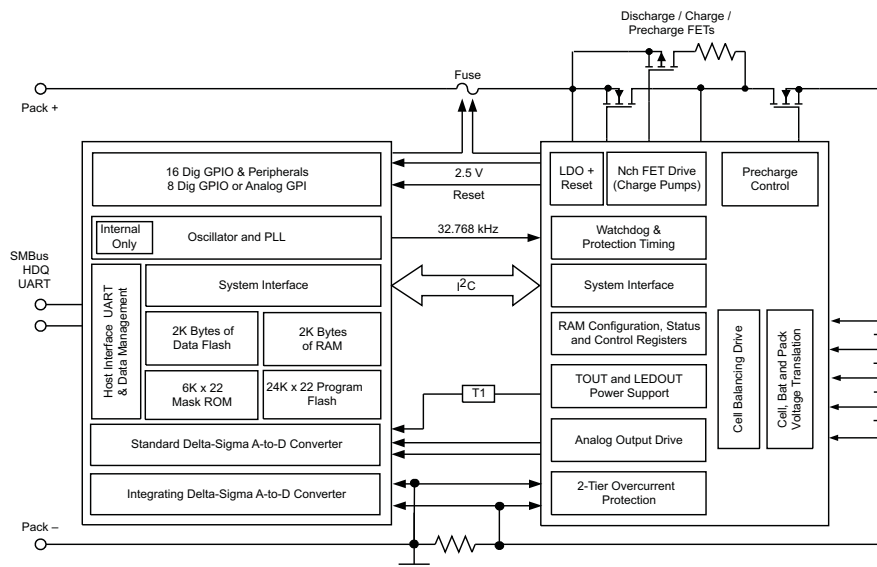 Discharge / Charge /
Precharge FETs
Fuse
Pack +
16 Dig GPIO & Peripherals
8 Dig GPIO or Analog GPI
2.5 V
Reset
LDO +
Reset
Nch FET Drive
(Charge Pumps)
Precharge
Control
Internal
Only
Oscillator and PLL
32.768 kHz
Watchdog &
Protection Timing
SMBus
HDQ
UART
Host Interface UART
& Data Management
System Interface
I2C
System Interface
2K Bytes of
Data Flash
2K Bytes
of RAM
RAM Configuration, Status
and Control Registers
Cell Balancing Drive
Cell, Bat and Pack
Voltage Translation
6K x 22
Mask ROM
24K x 22 Program
Flash
T1
TOUT and LEDOUT
Power Support
Standard Delta-Sigma A-to-D Converter
Analog Output Drive
Integrating Delta-Sigma A-to-D Converter
2-Tier Overcurrent
Protection
Pack –